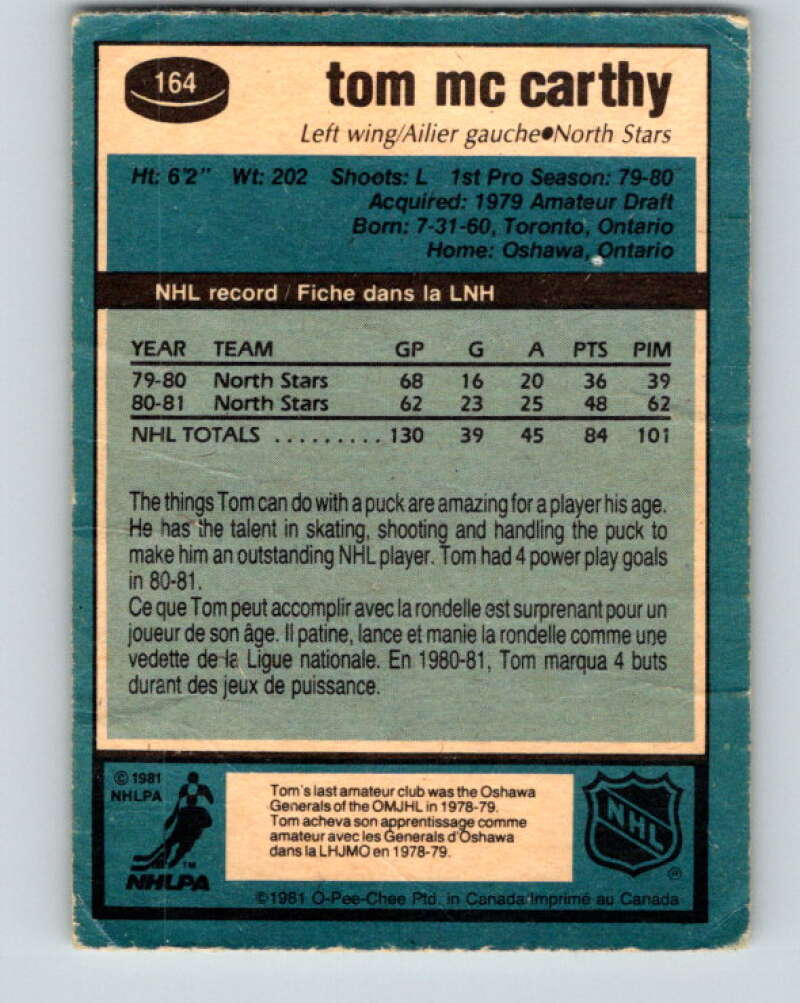 164
tom mc carthy
Left wing/Ailier gauche●North Stars
Ht: 6'2" Wt: 202 Shoots: L 1st Pro Season: 79-80
Acquired: 1979 Amateur Draft
Born: 7-31-60, Toronto, Ontario
Home: Oshawa, Ontario
NHL record / Fiche dans la LNH
YEAR TEAM GP G A PTS PIM
79-80 North Stars 68 16 20 36 39
80-81 North Stars 62 23 25 48 62
NHL TOTALS ......... 130 39 45 84 101
The things Tom can do with a puck are amazing for a player his age.
He has the talent in skating, shooting and handling the puck to
make him an outstanding NHL player. Tom had 4 power play goals
in 80-81.
Ce que Tom peut accomplir avec la rondelle est surprenant pour un
joueur de son âge. Il patine, lance et manie la rondelle comme une
vedette de la Ligue nationale. En 1980-81, Tom marqua 4 buts
durant des jeux de puissance.
© 1981
NHLPA
TM
NHLPA
Tom's last amateur club was the Oshawa
Generals of the OMJHL in 1978-79.
Tom acheva son apprentissage comme
amateur avec les Generals d'Oshawa
dans la LHJMO en 1978-79.
NHL
®
©1981 O-Pee-Chee Ptd. in Canada/Imprimé au Canada